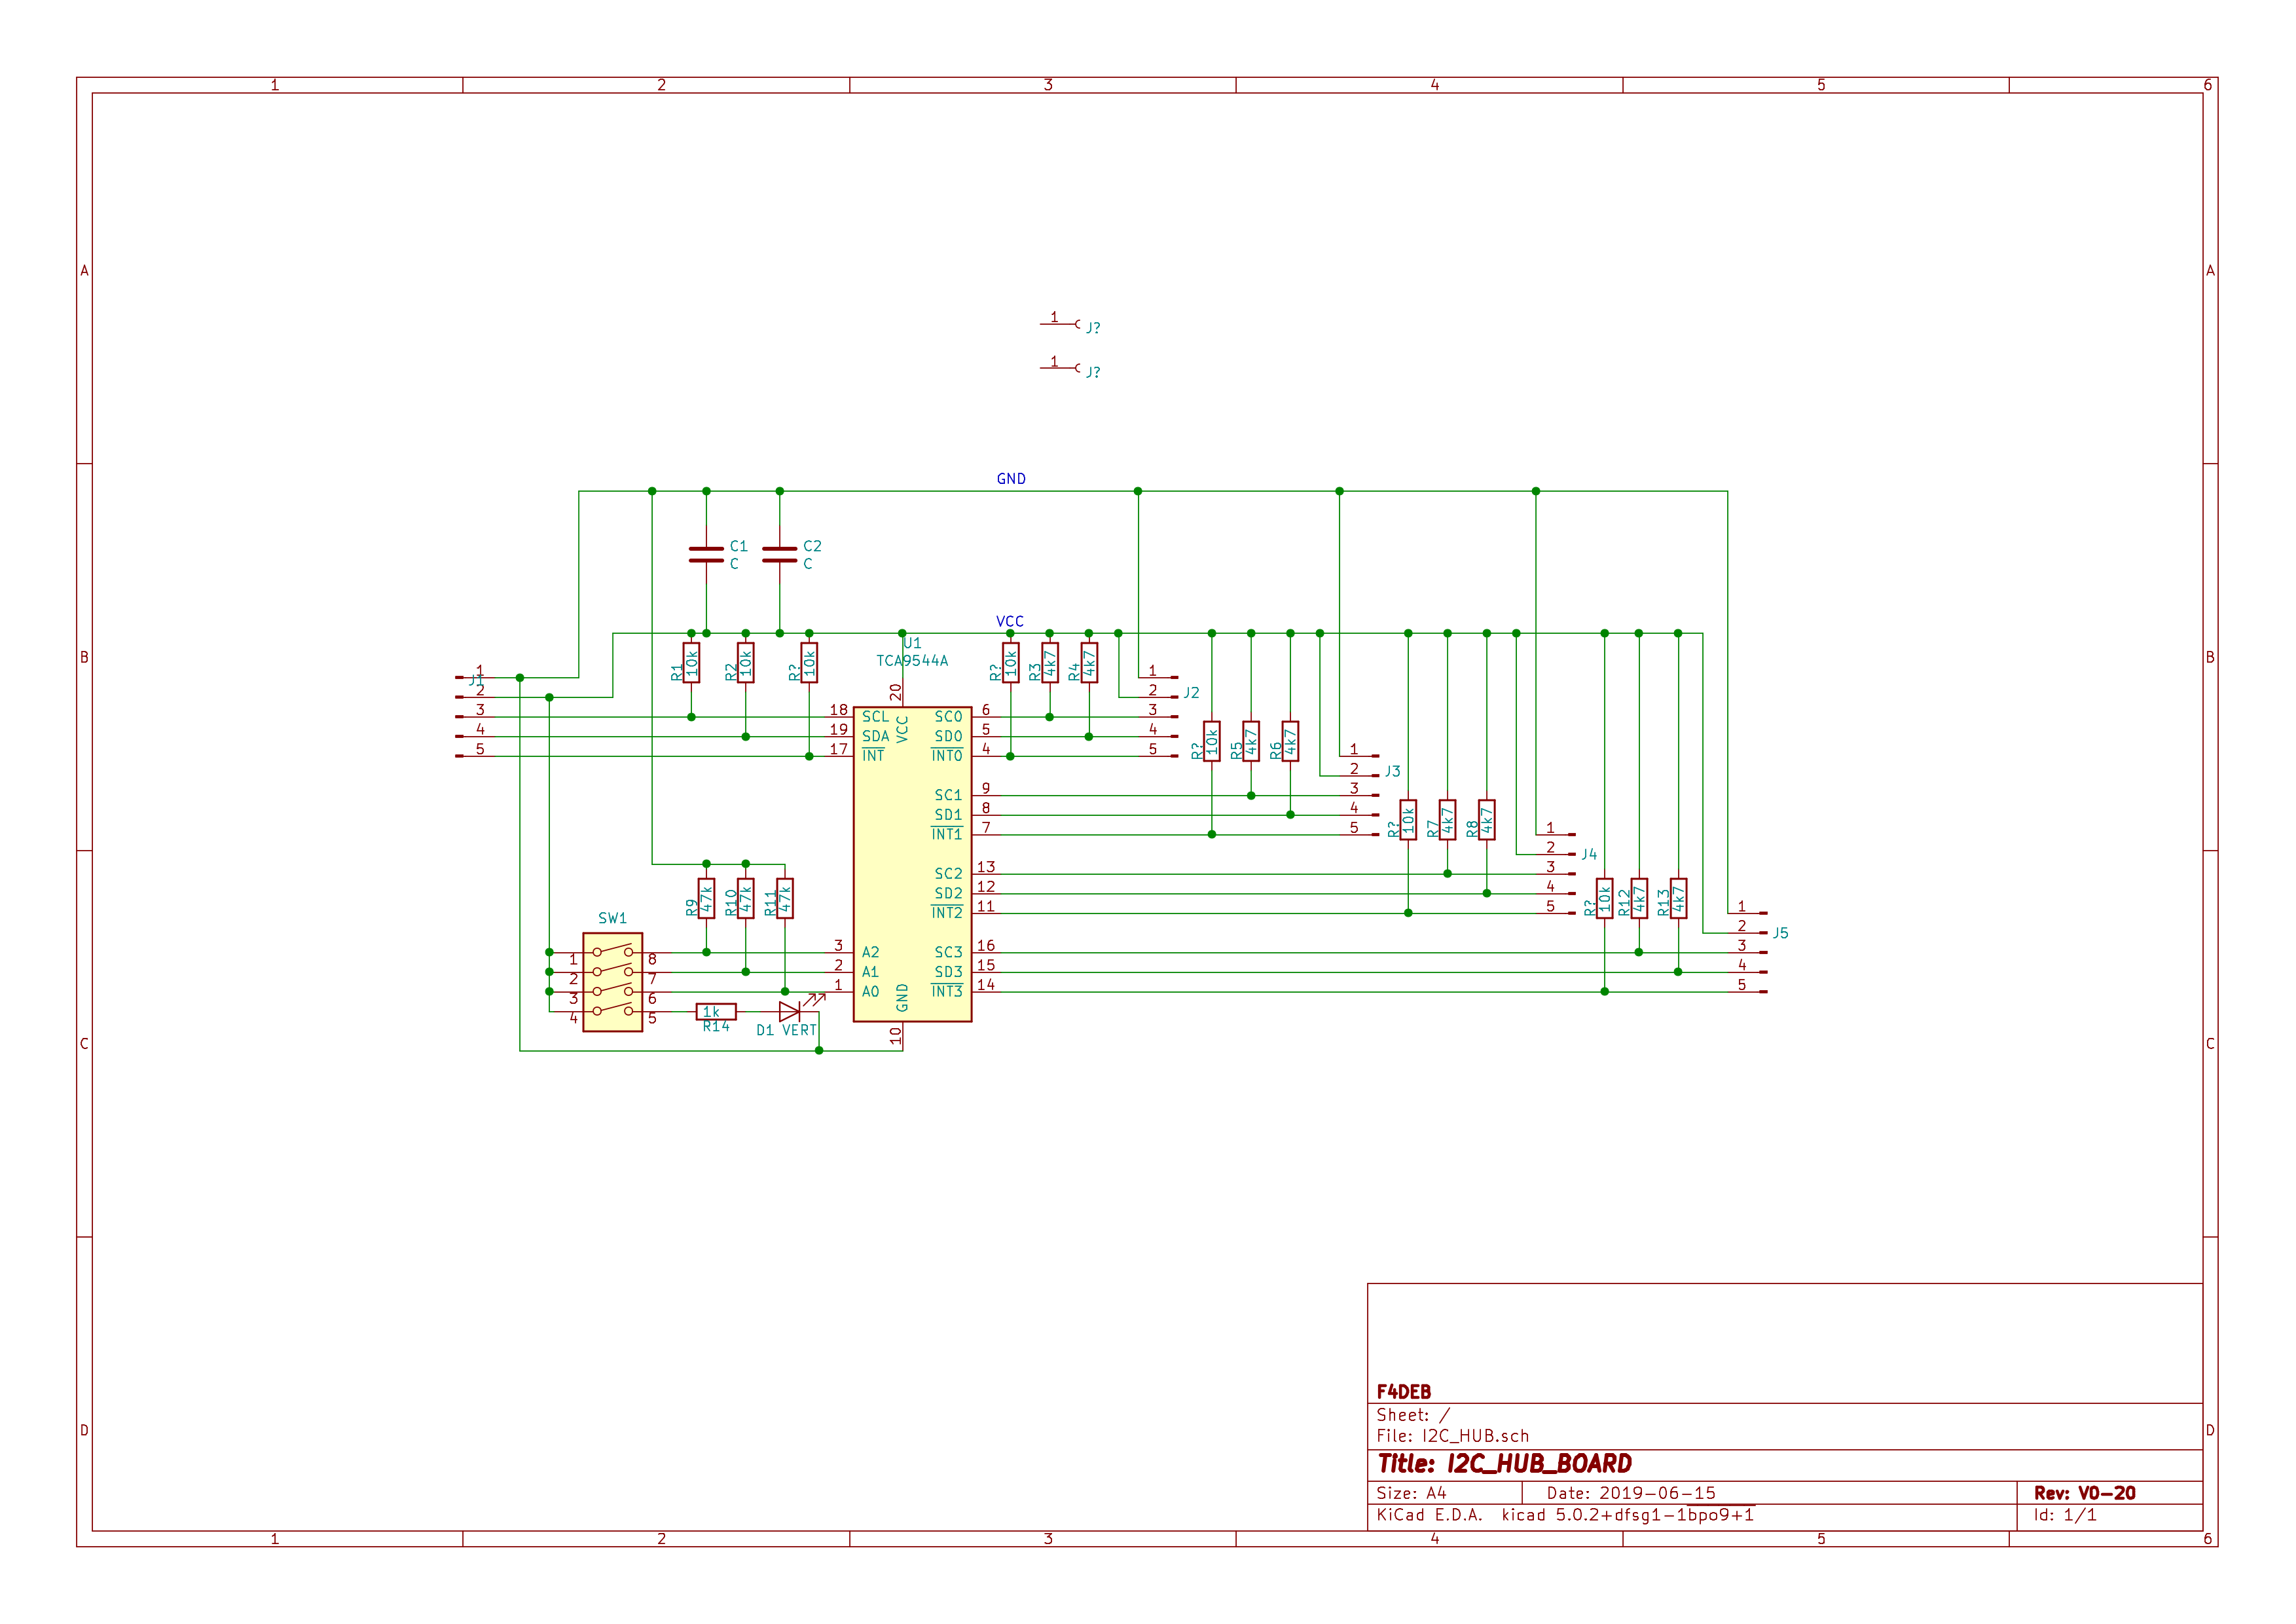 1 2 3 4 5 6
A A
1 J?
1 J?
GND
C1
C
C2
C
VCC
B B
R1 10k
R2 10k
R? 10k
U1
TCA9544A
R? 10k
R3 4k7
R4 4k7
J1
1
2
3
4
5
18 SCL
19 SDA
17 INT
20 VCC
SC0 6
SD0 5
INT0 4
1
2
3
4
5
J2
R? 10k
R5 4k7
R6 4k7
SC1 9
SD1 8
INT1 7
1
2
3
4
5
J3
R? 10k
R7 4k7
R8 4k7
SC2 13
SD2 12
INT2 11
1
2
3
4
5
J4
R? 10k
R12 4k7
R13 4k7
SC3 16
SD3 15
INT3 14
1
2
3
4
5
J5
R9 47k
R10 47k
R11 47k
SW1
1 8
2 7
3 6
4 5
3 A2
2 A1
1 A0
GND 10
1k
R14
D1 VERT
C C
F4DEB
Sheet: /
File: I2C_HUB.sch
Title: I2C_HUB_BOARD
Size: A4 Date: 2019-06-15 Rev: V0-20
KiCad E.D.A. kicad 5.0.2+dfsg1-1bpo9+1 Id: 1/1
D D
1 2 3 4 5 6